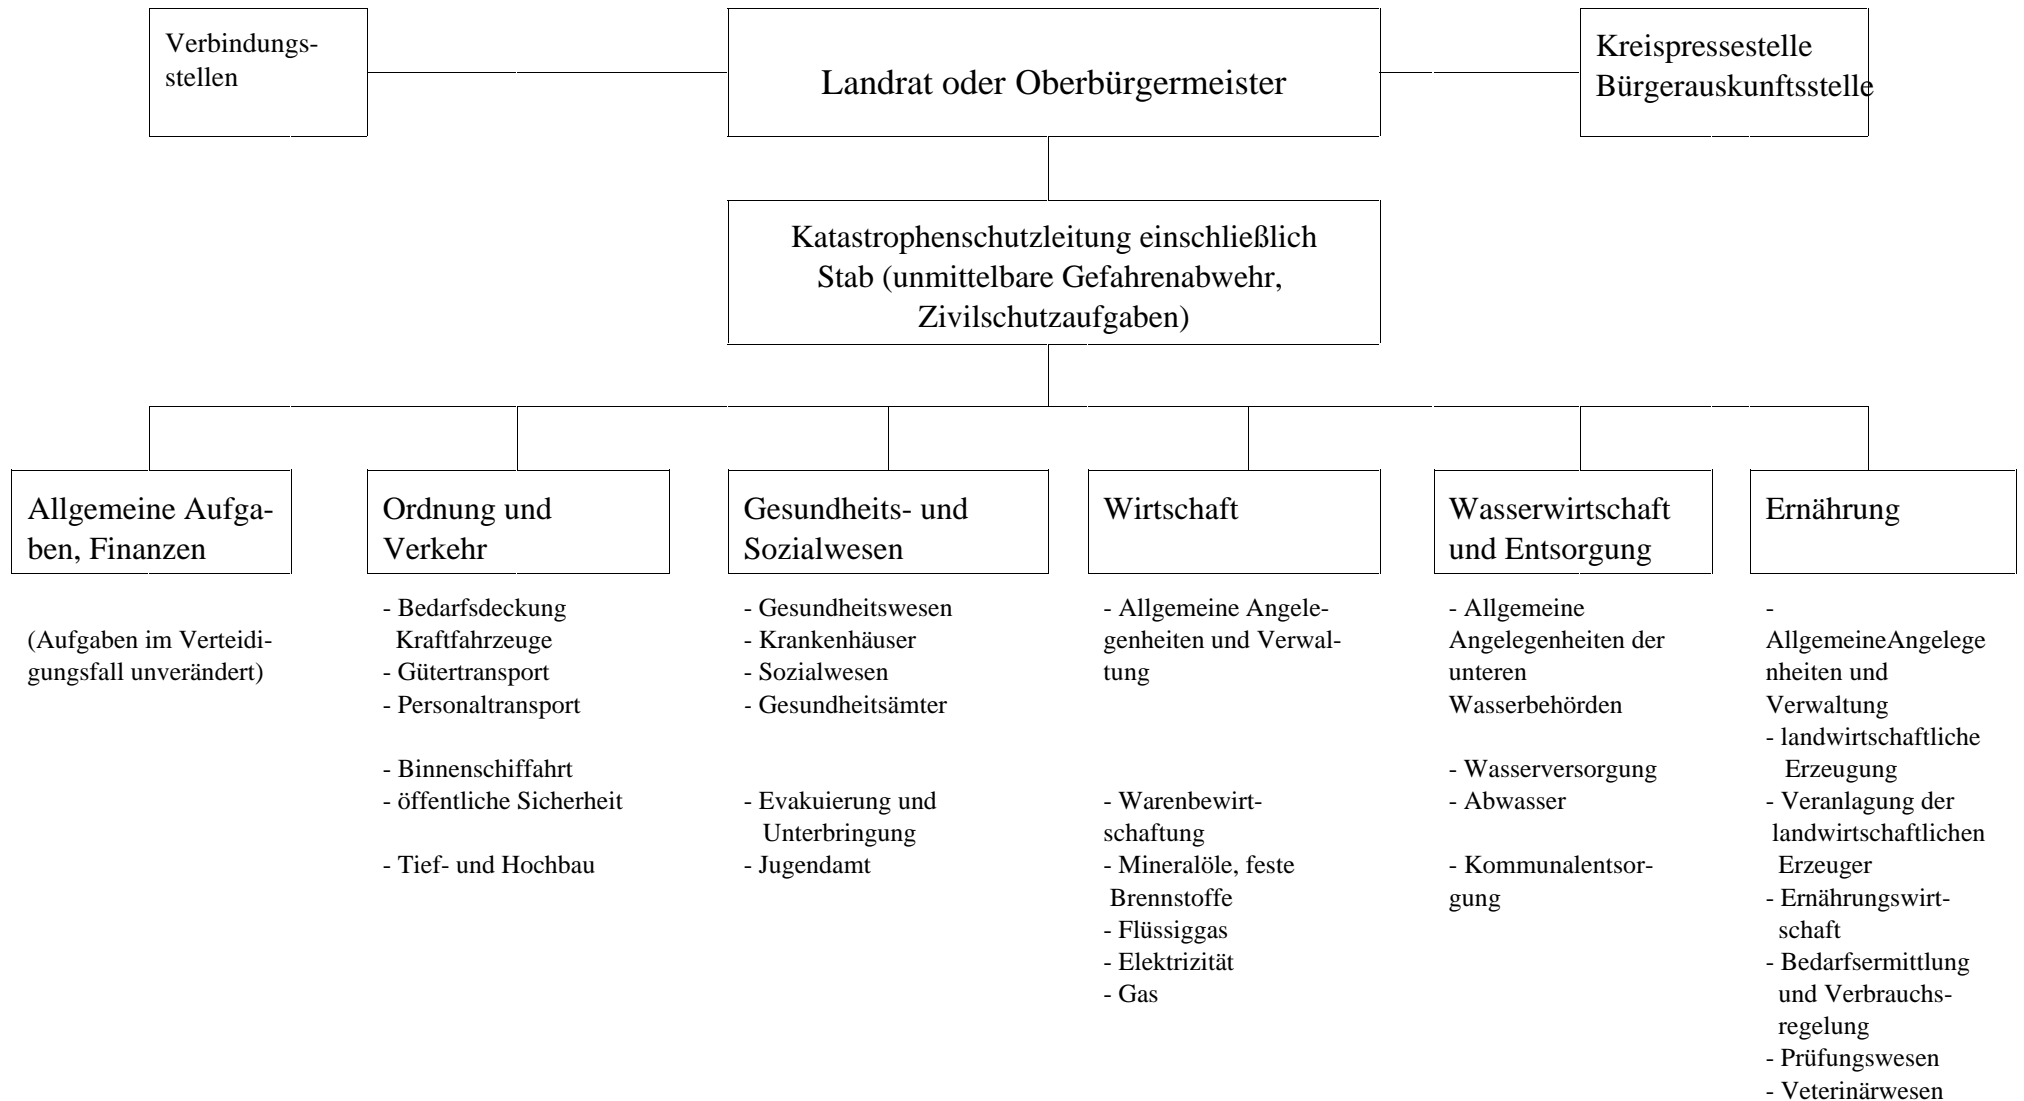 Verbindungs-
stellen
Landrat oder Oberbürgermeister
Kreispressestelle
Bürgerauskunftsstelle
Katastrophenschutzleitung einschließlich
Stab (unmittelbare Gefahrenabwehr,
Zivilschutzaufgaben)
Allgemeine Aufga-
ben, Finanzen
(Aufgaben im Verteidi-
gungsfall unverändert)
Ordnung und
Verkehr
- Bedarfsdeckung
Kraftfahrzeuge
- Gütertransport
- Personaltransport
- Binnenschiffahrt
- öffentliche Sicherheit
- Tief- und Hochbau
Gesundheits- und
Sozialwesen
- Gesundheitswesen
- Krankenhäuser
- Sozialwesen
- Gesundheitsämter
- Evakuierung und
Unterbringung
- Jugendamt
Wirtschaft
- Allgemeine Angele-
genheiten und Verwal-
tung
- Warenbewirt-
schaftung
- Mineralöle, feste
Brennstoffe
- Flüssiggas
- Elektrizität
- Gas
Wasserwirtschaft
und Entsorgung
- Allgemeine
Angelegenheiten der
unteren
Wasserbehörden
- Wasserversorgung
- Abwasser
- Kommunalentsor-
gung
Ernährung
-
AllgemeineAngelege
nheiten und
Verwaltung
- landwirtschaftliche
Erzeugung
- Veranlagung der
landwirtschaftlichen
Erzeuger
- Ernährungswirt-
schaft
- Bedarfsermittlung
und Verbrauchs-
regelung
- Prüfungswesen
- Veterinärwesen